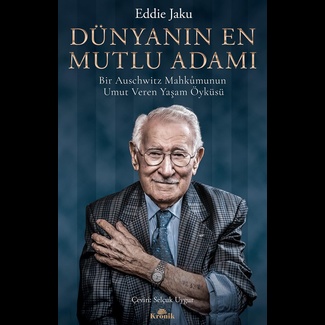 Eddie Jaku
DÜNYANIN EN
MUTLU ADAMI
Bir Auschwitz Mahkûmunun
Umut Veren Yaşam Öyküsü
Çeviri: Selçuk Uygur
Kronik